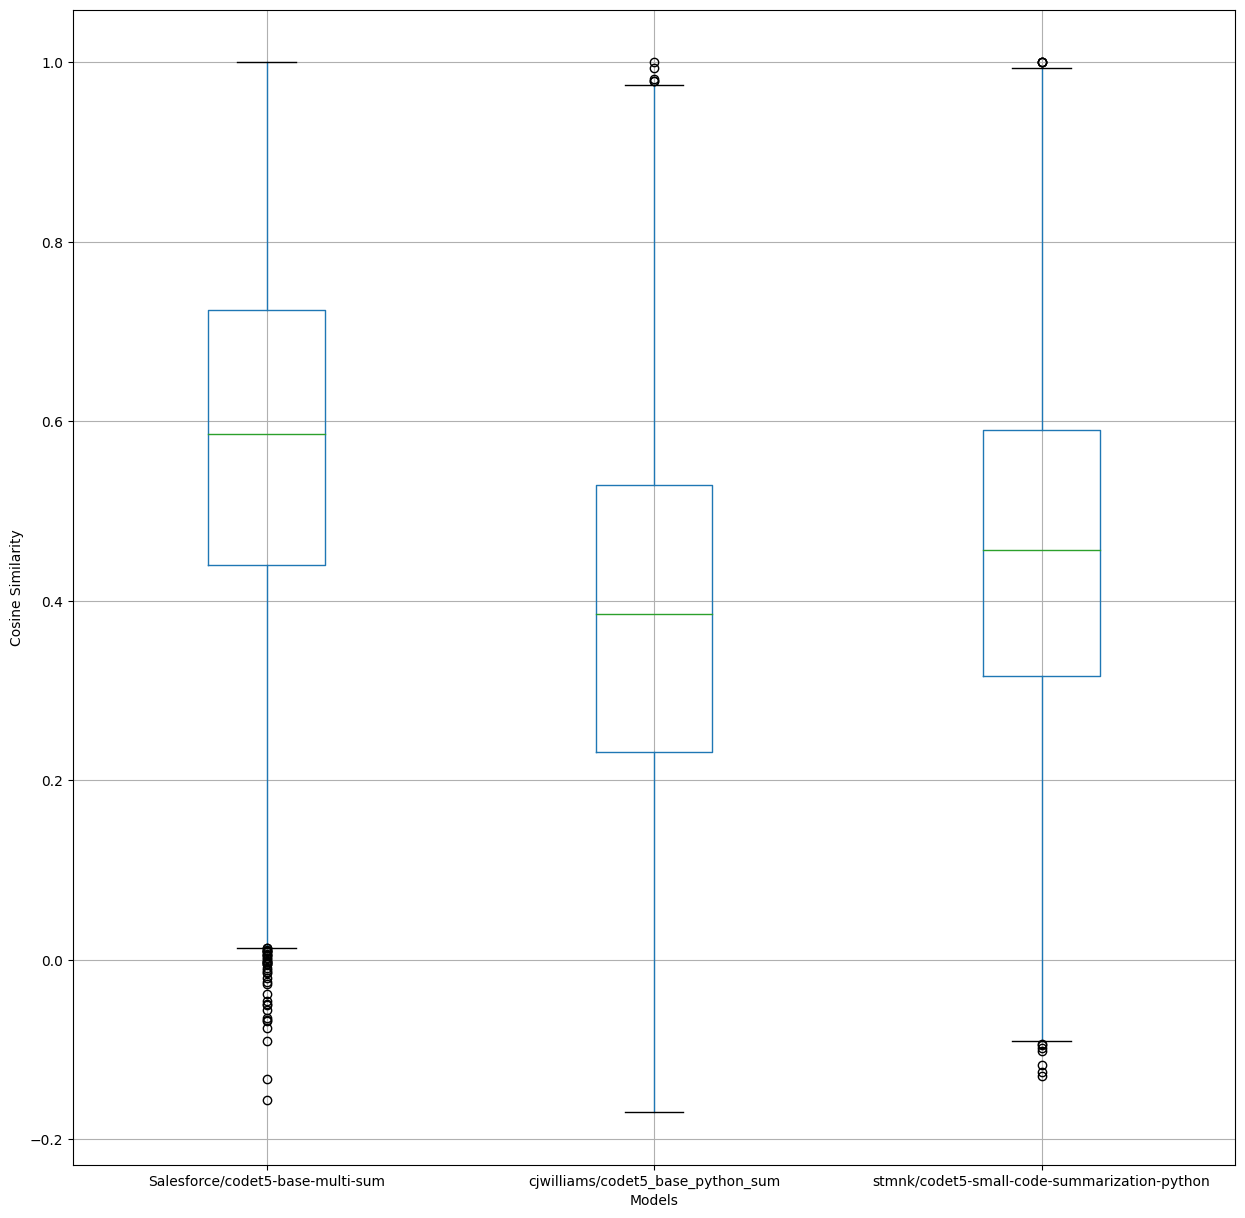 1.0
0.8
0.6
0.4
0.2
0.0
−0.2
Cosine Similarity
Salesforce/codet5-base-multi-sum
cjwilliams/codet5_base_python_sum
stmnk/codet5-small-code-summarization-python
Models